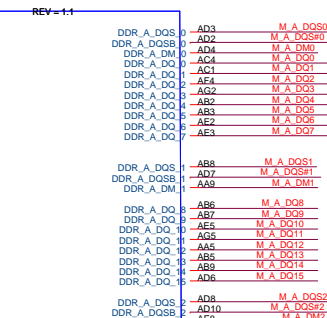 REV = 1.1
DDR_A_DQS_0 AD3 M_A_DQS0
DDR_A_DQSB_0 AD2 M_A_DQS#0
DDR_A_DM_0 AD4 M_A_DM0
DDR_A_DQ_0 AC4 M_A_DQ0
DDR_A_DQ_1 AC1 M_A_DQ1
DDR_A_DQ_2 AF4 M_A_DQ2
DDR_A_DQ_3 AG2 M_A_DQ3
DDR_A_DQ_4 AB2 M_A_DQ4
DDR_A_DQ_5 AB3 M_A_DQ5
DDR_A_DQ_6 AE2 M_A_DQ6
DDR_A_DQ_7 AE3 M_A_DQ7
DDR_A_DQS_1 AB8 M_A_DQS1
DDR_A_DQSB_1 AD7 M_A_DQS#1
DDR_A_DM_1 AA9 M_A_DM1
DDR_A_DQ_8 AB6 M_A_DQ8
DDR_A_DQ_9 AB7 M_A_DQ9
DDR_A_DQ_10 AE5 M_A_DQ10
DDR_A_DQ_11 AG5 M_A_DQ11
DDR_A_DQ_12 AA5 M_A_DQ12
DDR_A_DQ_13 AB5 M_A_DQ13
DDR_A_DQ_14 AB9 M_A_DQ14
DDR_A_DQ_15 AD6 M_A_DQ15
DDR_A_DQS_2 AD8 M_A_DQS2
DDR_A_DQSB_2 AD10 M_A_DQS#2
AE8 M_A_DM2